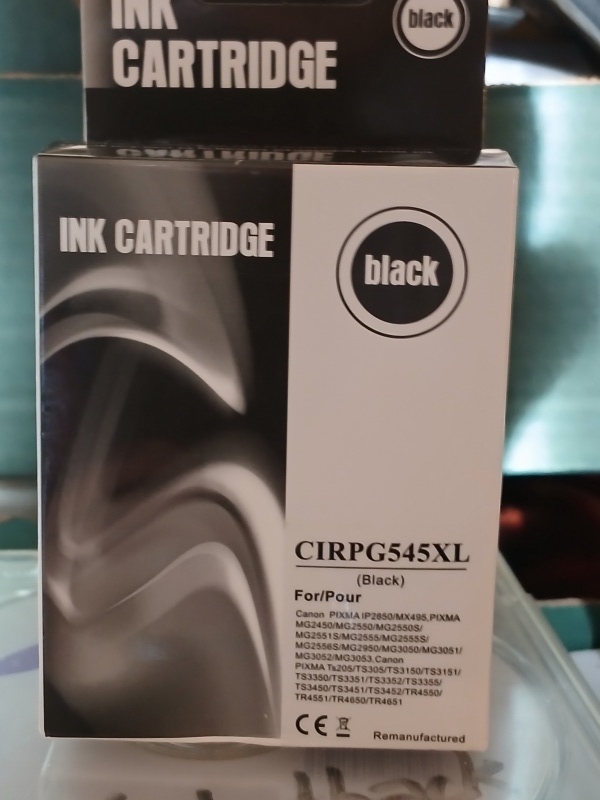 INK
CARTRIDGE
black
INK CARTRIDGE
black
CIRPG545XL
(Black)
For/Pour
Canon PIXMA IP2850/MX495,PIXMA
MG2450/MG2550/MG2550S/
MG2551S/MG2555/MG2555S/
MG2556S/MG2950/MG3050/MG3051/
MG3052/MG3053,Canon
PIXMA Ts205/TS305/TS3150/TS3151/
TS3350/TS3351/TS3352/TS3355/
TS3450/TS3451/TS3452/TR4550/
TR4551/TR4650/TR4651
CE
Remanufactured